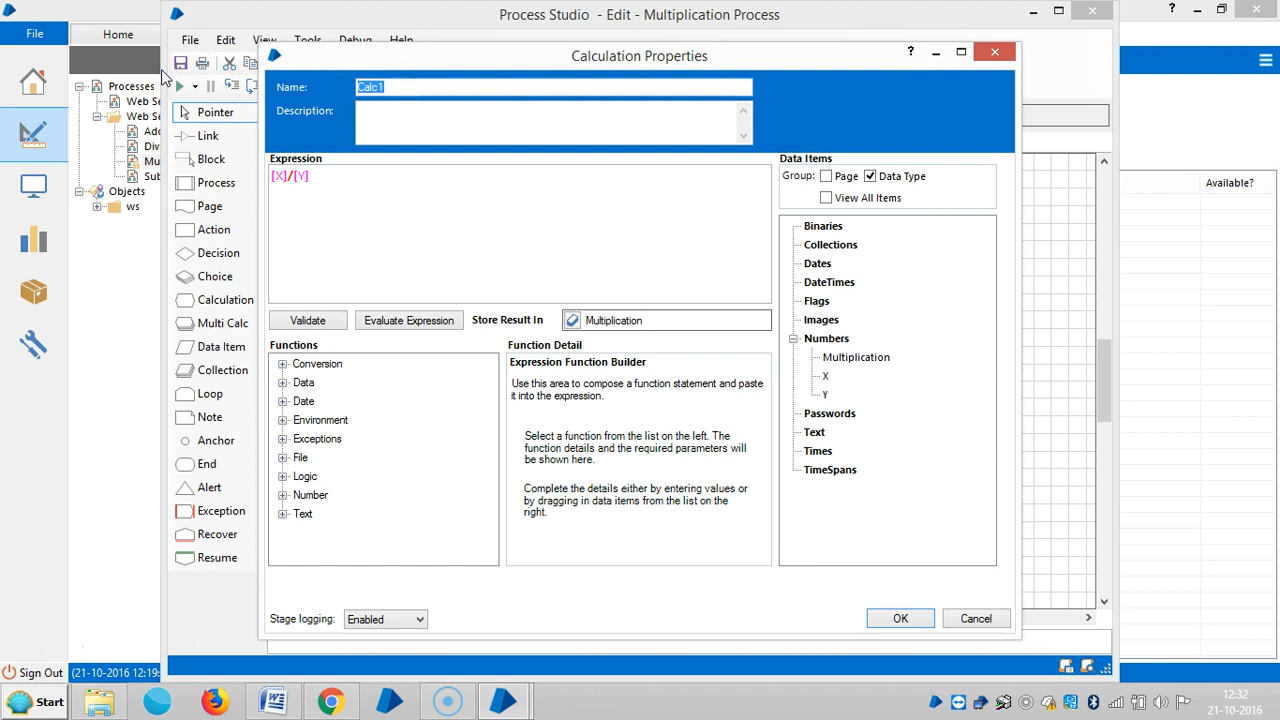 Process Studio - Edit - Multiplication Process
File
Home
File Edit View Tools Debug Help
Calculation Properties
?
Name: Calc1
Description:
Expression
[X]/[Y]
Data Items
Group: Page Data Type
View All Items
Binaries
Collections
Dates
DateTimes
Flags
Images
Numbers
Multiplication
X
Y
Passwords
Text
Times
TimeSpans
Validate
Evaluate Expression
Store Result In
Multiplication
Functions
Conversion
Data
Date
Environment
Exceptions
File
Logic
Number
Text
Function Detail
Expression Function Builder
Use this area to compose a function statement and paste
it into the expression.
Select a function from the list on the left. The
function details and the required parameters will
be shown here.
Complete the details either by entering values or
by dragging in data items from the list on the
right.
Stage logging: Enabled
OK
Cancel
Processes
Web Se
Web Se
Add
Div
Mu
Sub
Objects
ws
Pointer
Link
Block
Process
Page
Action
Decision
Choice
Calculation
Multi Calc
Data Item
Collection
Loop
Note
Anchor
End
Alert
Exception
Recover
Resume
?
Available?
Sign Out
(21-10-2016 12:19:
Start
12:32
21-10-2016